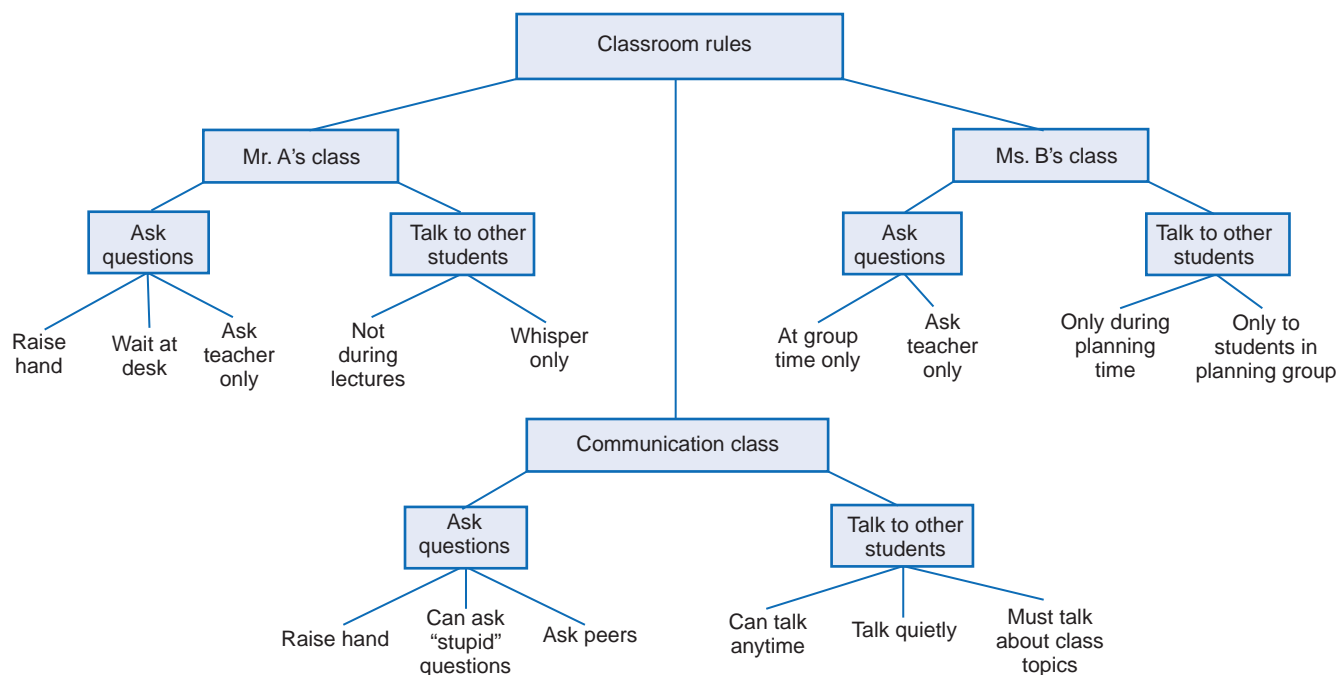 Classroom rules
Mr. A’s class
Ms. B’s class
Ask
questions
Talk to other
students
Ask
questions
Talk to other
students
Raise
hand
Wait at
desk
Ask
teacher
only
Not
during
lectures
Whisper
only
At group
time only
Ask
teacher
only
Only during
planning
time
Only to
students in
planning group
Communication class
Ask
questions
Talk to other
students
Raise hand
Can ask
“stupid”
questions
Ask peers
Can talk
anytime
Talk quietly
Must talk
about class
topics